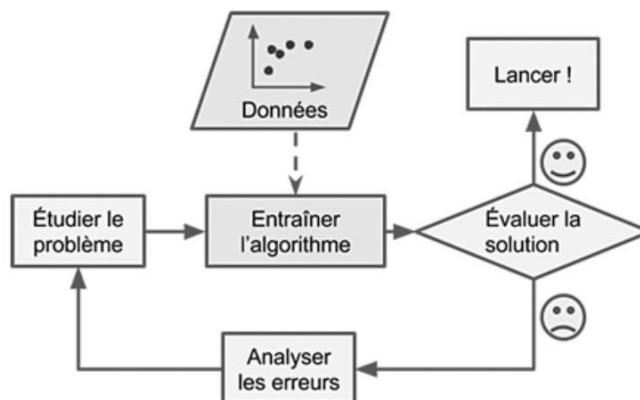 Données
Lancer !
Étudier le
problème
Entraîner
l'algorithme
Évaluer la
solution
Analyser
les erreurs